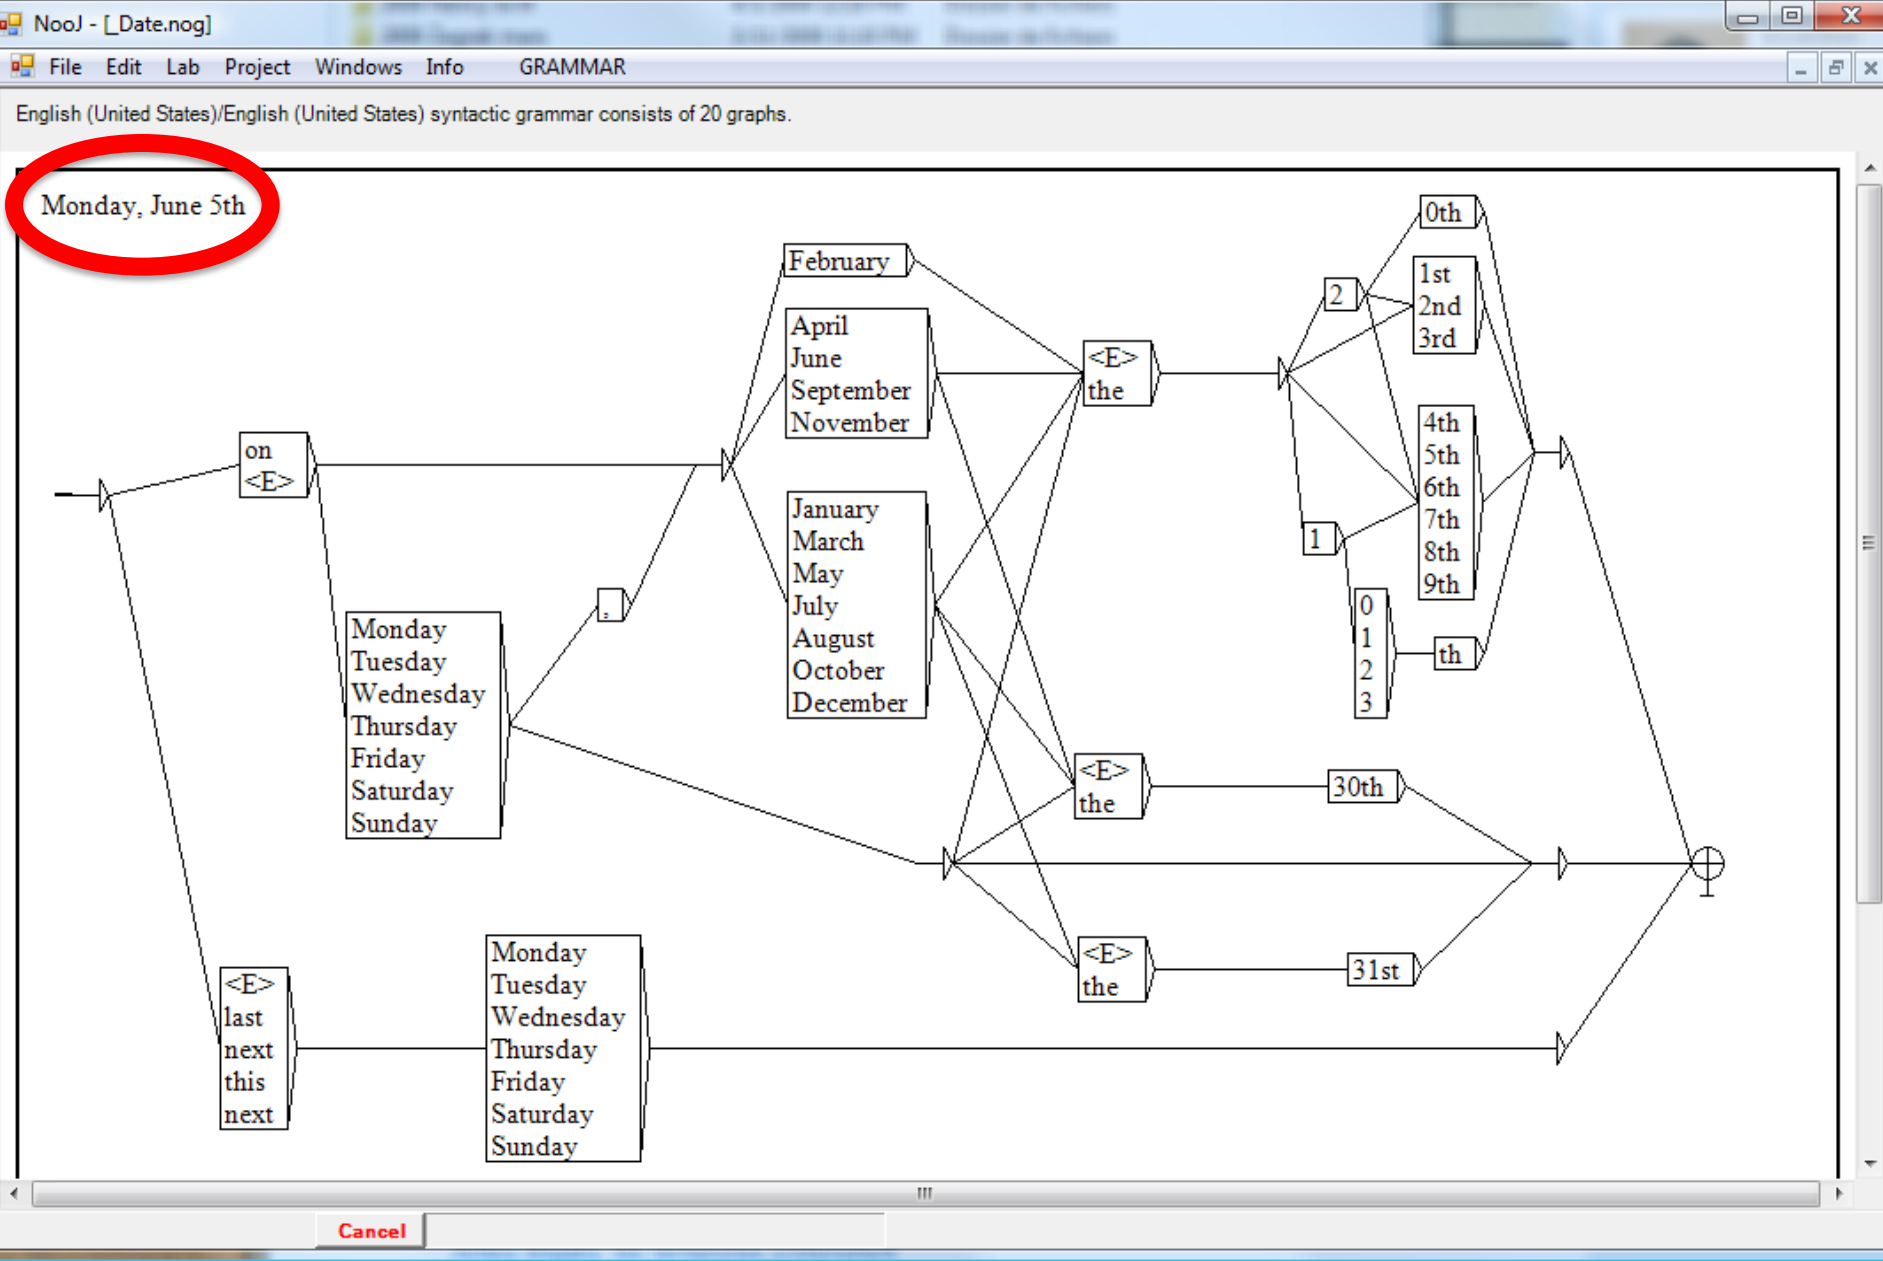 NooJ - [_Date.nog]
File Edit Lab Project Windows Info GRAMMAR
English (United States)/English (United States) syntactic grammar consists of 20 graphs.
Monday, June 5th
on
<E>
Monday
Tuesday
Wednesday
Thursday
Friday
Saturday
Sunday
,
February
April
June
September
November
January
March
May
July
August
October
December
<E>
the
2
1
0th
1st
2nd
3rd
4th
5th
6th
7th
8th
9th
0
1
2
3
th
<E>
the
30th
<E>
the
31st
<E>
last
next
this
next
Monday
Tuesday
Wednesday
Thursday
Friday
Saturday
Sunday
Cancel